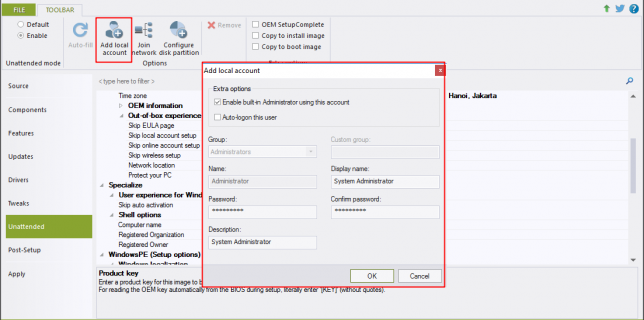 FILE TOOLBAR
Default
Enable
Unattended mode
Auto-fill
Add local account
Join network
Configure disk partition
Options
Remove
OEM SetupComplete
Copy to install image
Copy to boot image
Source
Components
Features
Updates
Drivers
Tweaks
Unattended
Post-Setup
Apply
<type here to filter>
Time zone
Hanoi, Jakarta
OEM information
Out-of-box experience
Skip EULA page
Skip local account setup
Skip online account setup
Skip wireless setup
Network location
Protect your PC
Specialize
User experience for Wind
Skip auto activation
Shell options
Computer name
Registered Organization
Registered Owner
WindowsPE (Setup options)
Windows localization
Product key
Enter a product key for this image to b
For reading the OEM key automatically from the BIOS during setup, literally enter '[KEY]' (without quotes).
Add local account
x
Extra options
Enable built-in Administrator using this account
Auto-logon this user
Group:
Custom group:
Administrators
Name:
Display name:
Administrator
System Administrator
Password:
Confirm password:
*********
*********
Description:
System Administrator
OK
Cancel